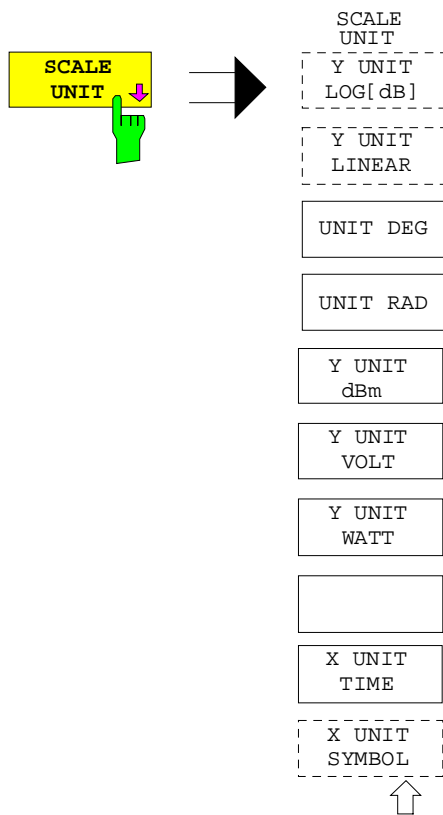 SCALE
UNIT
SCALE
UNIT
Y UNIT
LOG[dB]
Y UNIT
LINEAR
UNIT DEG
UNIT RAD
Y UNIT
dBm
Y UNIT
VOLT
Y UNIT
WATT
X UNIT
TIME
X UNIT
SYMBOL